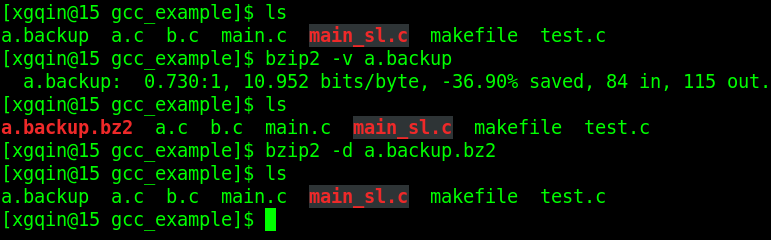 [xgqin@15 gcc_example]$ ls
a.backup  a.c  b.c  main.c  main_sl.c  makefile  test.c
[xgqin@15 gcc_example]$ bzip2 -v a.backup
  a.backup:  0.730:1, 10.952 bits/byte, -36.90% saved, 84 in, 115 out.
[xgqin@15 gcc_example]$ ls
a.backup.bz2  a.c  b.c  main.c  main_sl.c  makefile  test.c
[xgqin@15 gcc_example]$ bzip2 -d a.backup.bz2
[xgqin@15 gcc_example]$ ls
a.backup  a.c  b.c  main.c  main_sl.c  makefile  test.c
[xgqin@15 gcc_example]$